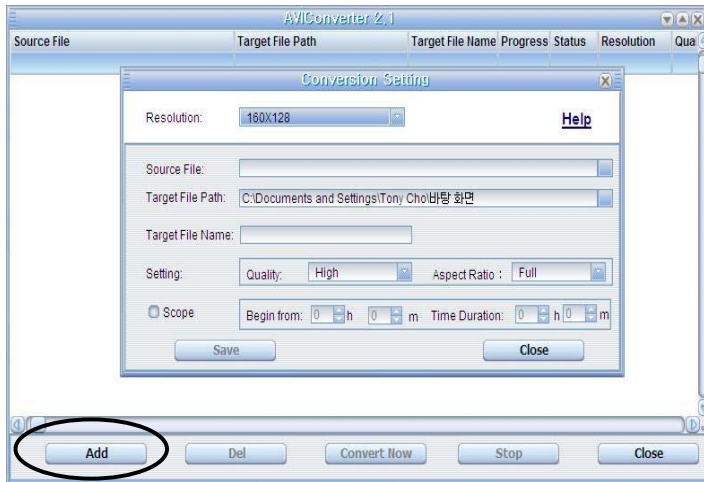 AVIConverter 2.1
Source File Target File Path Target File Name Progress Status Resolution Qua
Conversion Setting
Resolution: 160X128 Help
Source File:
Target File Path: C:\Documents and Settings\Tony Cho\바탕 화면
Target File Name:
Setting: Quality: High Aspect Ratio : Full
Scope Begin from: 0 h 0 m Time Duration: 0 h 0 m
Save Close
Add Del Convert Now Stop Close